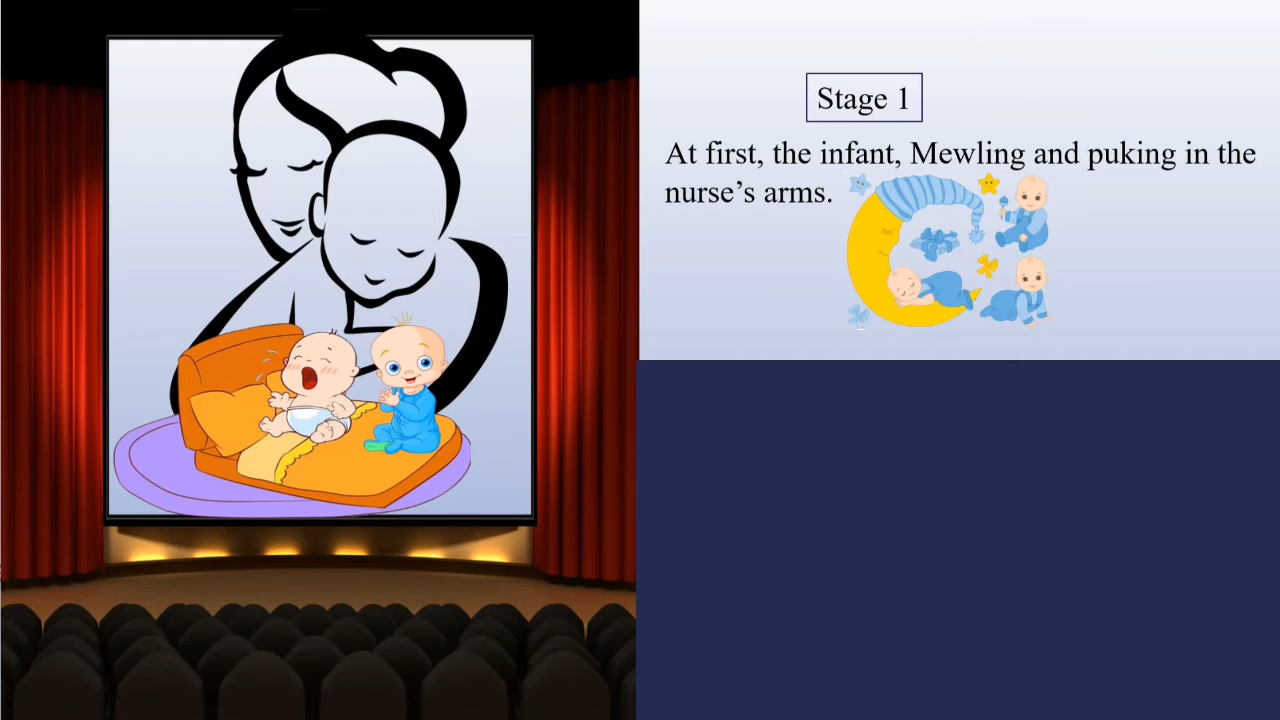 Stage 1
At first, the infant, Mewling and puking in the
nurse’s arms.